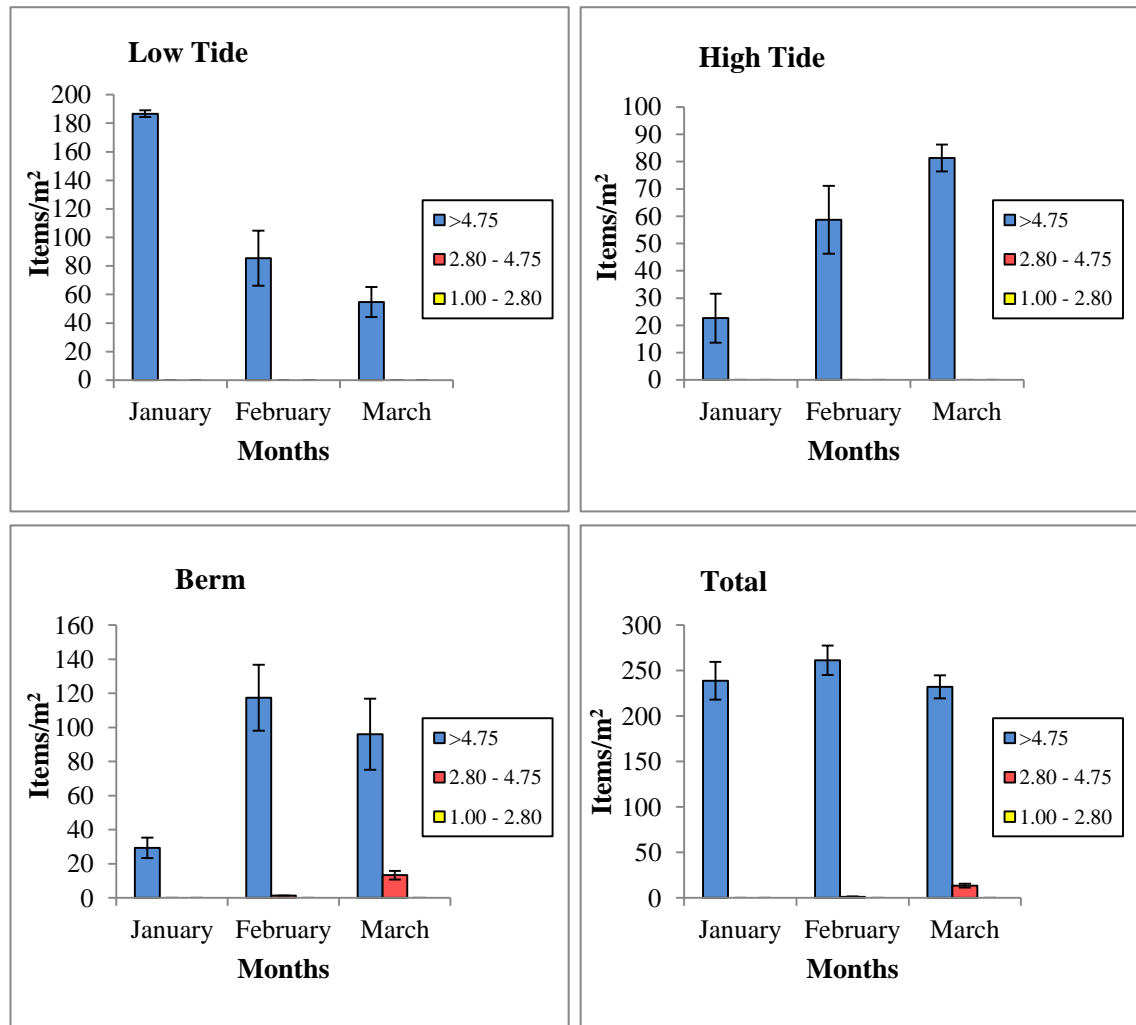 Low Tide
200
180
160
140
120
100
80
60
40
20
0
Items/m²
January February March
Months
>4.75
2.80 - 4.75
1.00 - 2.80
High Tide
100
90
80
70
60
50
40
30
20
10
0
Items/m²
January February March
Months
>4.75
2.80 - 4.75
1.00 - 2.80
Berm
160
140
120
100
80
60
40
20
0
Items/m²
January February March
Months
>4.75
2.80 - 4.75
1.00 - 2.80
Total
300
250
200
150
100
50
0
Items/m²
January February March
Months
>4.75
2.80 - 4.75
1.00 - 2.80